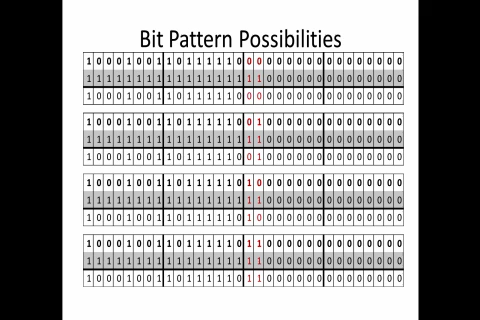 Bit Pattern Possibilities
1 0 0 0 1 0 0 1 1 0 1 1 1 1 1 0 0 0 0 0 0 0 0 0 0 0 0 0 0 0 0 0
1 1 1 1 1 1 1 1 1 1 1 1 1 1 1 1 1 1 0 0 0 0 0 0 0 0 0 0 0 0 0 0
1 0 0 0 1 0 0 1 1 0 1 1 1 1 1 0 0 0 0 0 0 0 0 0 0 0 0 0 0 0 0 0
1 0 0 0 1 0 0 1 1 0 1 1 1 1 1 0 0 1 0 0 0 0 0 0 0 0 0 0 0 0 0 0
1 1 1 1 1 1 1 1 1 1 1 1 1 1 1 1 1 1 0 0 0 0 0 0 0 0 0 0 0 0 0 0
1 0 0 0 1 0 0 1 1 0 1 1 1 1 1 0 0 1 0 0 0 0 0 0 0 0 0 0 0 0 0 0
1 0 0 0 1 0 0 1 1 0 1 1 1 1 1 0 1 0 0 0 0 0 0 0 0 0 0 0 0 0 0 0
1 1 1 1 1 1 1 1 1 1 1 1 1 1 1 1 1 1 0 0 0 0 0 0 0 0 0 0 0 0 0 0
1 0 0 0 1 0 0 1 1 0 1 1 1 1 1 0 1 0 0 0 0 0 0 0 0 0 0 0 0 0 0 0
1 0 0 0 1 0 0 1 1 0 1 1 1 1 1 0 1 1 0 0 0 0 0 0 0 0 0 0 0 0 0 0
1 1 1 1 1 1 1 1 1 1 1 1 1 1 1 1 1 1 0 0 0 0 0 0 0 0 0 0 0 0 0 0
1 0 0 0 1 0 0 1 1 0 1 1 1 1 1 0 1 1 0 0 0 0 0 0 0 0 0 0 0 0 0 0